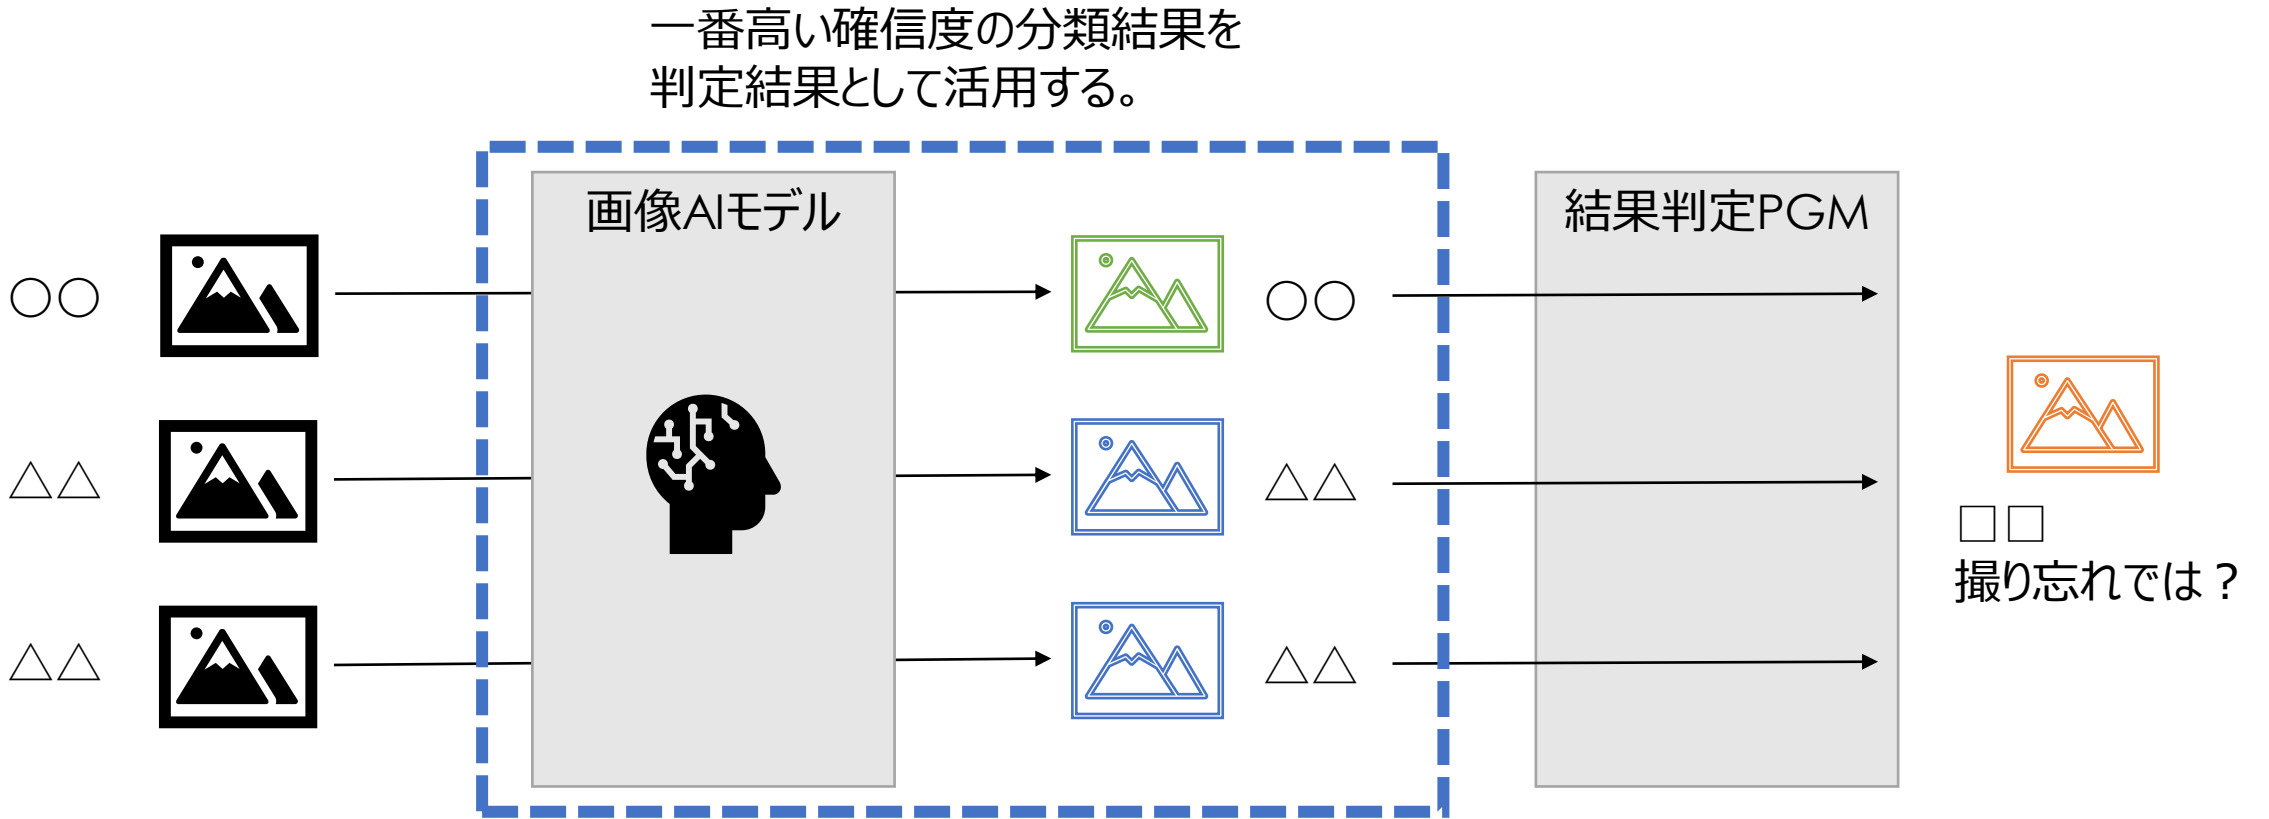 一番高い確信度の分類結果を
判定結果として活用する。
画像AIモデル
結果判定PGM
○○
○○
△△
△△
△△
△△
□□
撮り忘れでは？